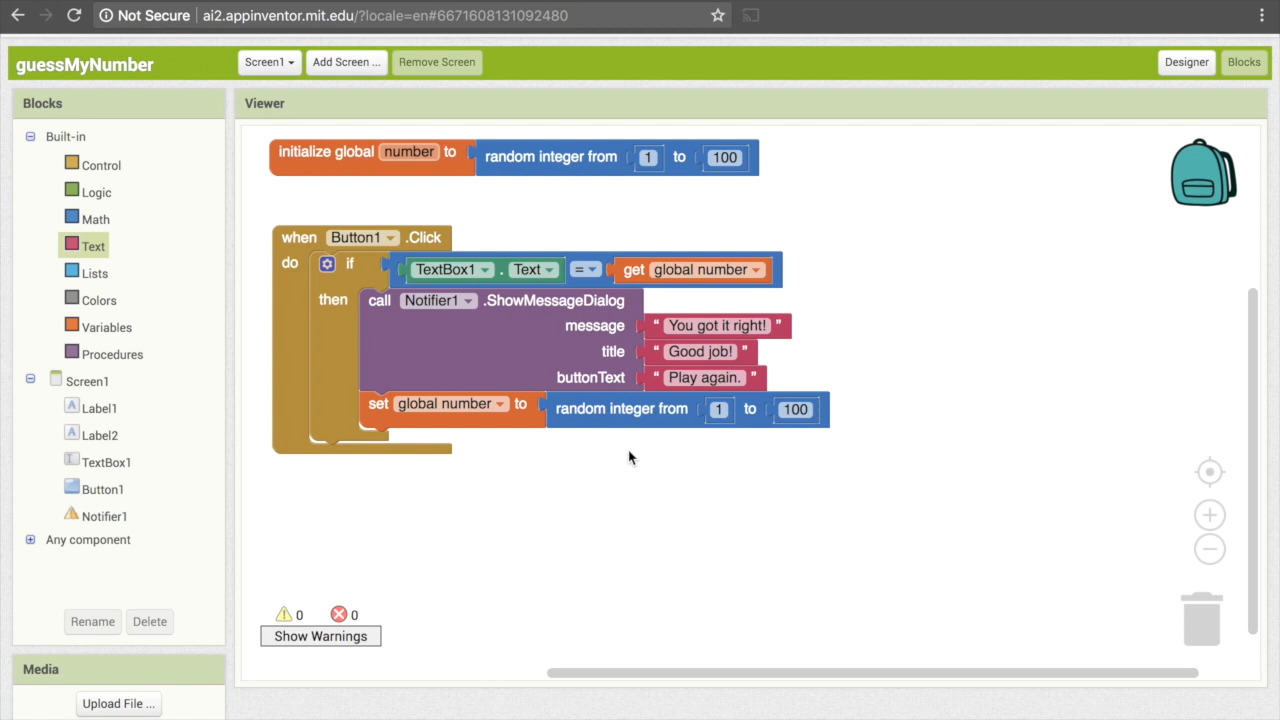 Not Secure ai2.appinventor.mit.edu/?locale=en#6671608131092480
guessMyNumber Screen1 Add Screen ... Remove Screen Designer Blocks
Blocks
Viewer
Built-in
Control
Logic
Math
Text
Lists
Colors
Variables
Procedures
Screen1
Label1
Label2
TextBox1
Button1
Notifier1
Any component
Rename Delete
Media
Upload File ...
initialize global number to random integer from 1 to 100
when Button1 .Click
do if TextBox1 . Text = get global number
then call Notifier1 .ShowMessageDialog
message “ You got it right! ”
title “ Good job! ”
buttonText “ Play again. ”
set global number to random integer from 1 to 100
0 0
Show Warnings